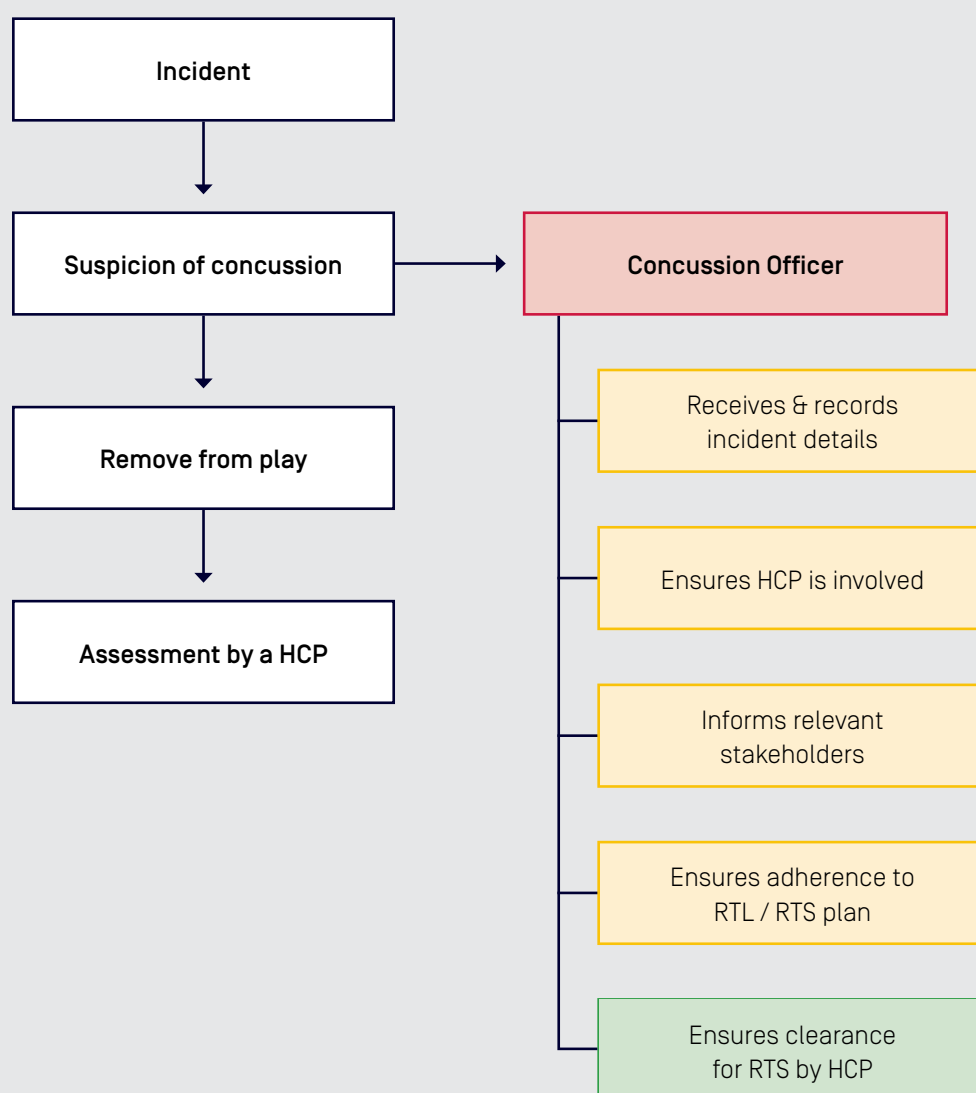 Incident
Suspicion of concussion
Concussion Officer
Receives & records
incident details
Remove from play
Ensures HCP is involved
Assessment by a HCP
Informs relevant
stakeholders
Ensures adherence to
RTL / RTS plan
Ensures clearance
for RTS by HCP